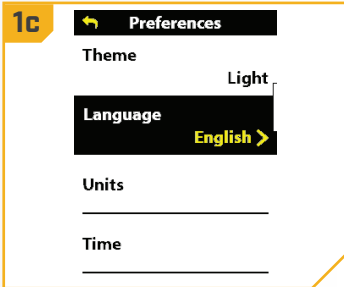 1c
Preferences
Theme
Light
Language
English >
Units
Time